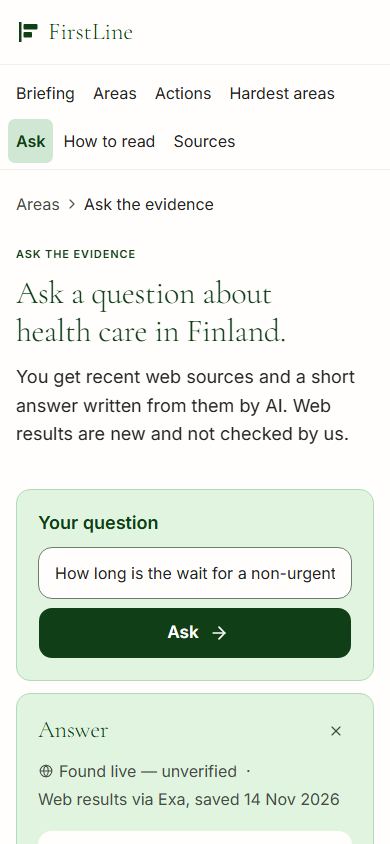 FirstLine
Briefing Areas Actions Hardest areas
Ask How to read Sources
Areas > Ask the evidence
ASK THE EVIDENCE
Ask a question about
health care in Finland.
You get recent web sources and a short
answer written from them by AI. Web
results are new and not checked by us.
Your question
How long is the wait for a non-urgent
Ask →
Answer ×
Found live — unverified ·
Web results via Exa, saved 14 Nov 2026